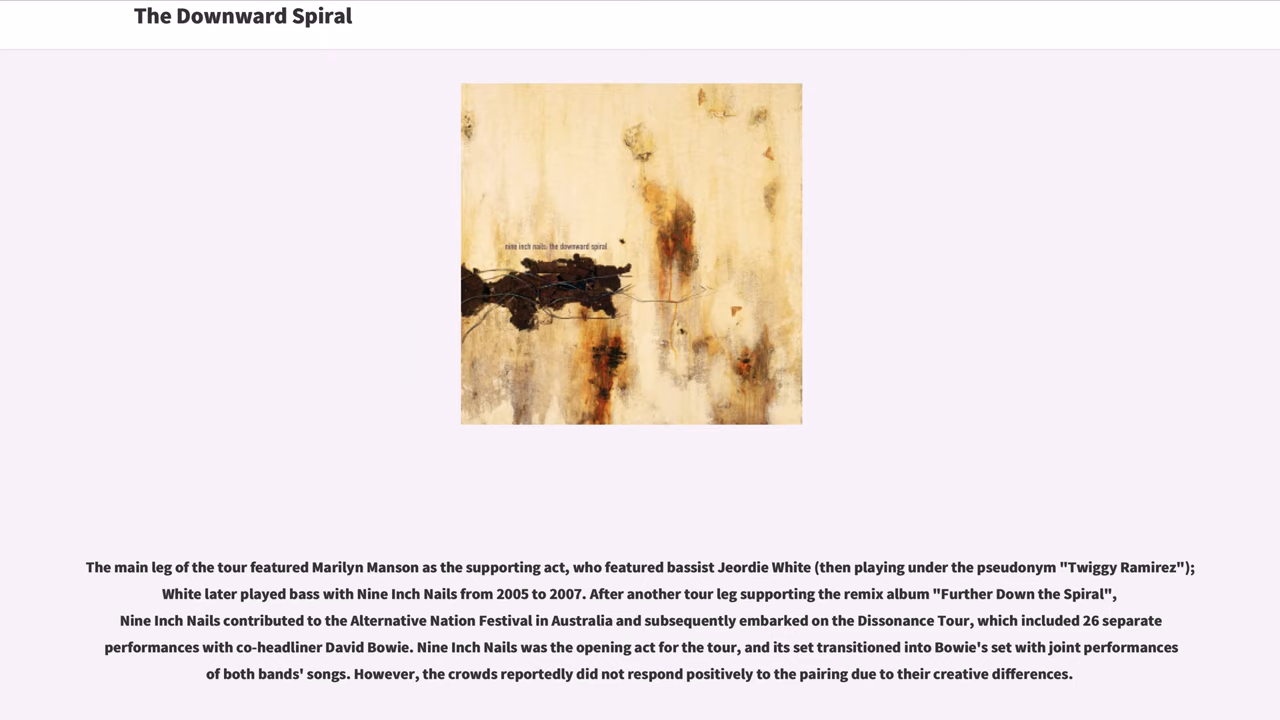 The Downward Spiral
nine inch nails: the downward spiral
The main leg of the tour featured Marilyn Manson as the supporting act, who featured bassist Jeordie White (then playing under the pseudonym "Twiggy Ramirez");
White later played bass with Nine Inch Nails from 2005 to 2007. After another tour leg supporting the remix album "Further Down the Spiral",
Nine Inch Nails contributed to the Alternative Nation Festival in Australia and subsequently embarked on the Dissonance Tour, which included 26 separate
performances with co-headliner David Bowie. Nine Inch Nails was the opening act for the tour, and its set transitioned into Bowie's set with joint performances
of both bands' songs. However, the crowds reportedly did not respond positively to the pairing due to their creative differences.